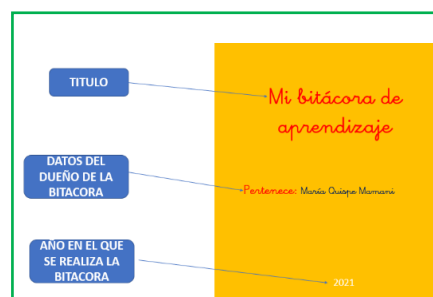 TITULO
Mi bitácora de
aprendizaje
DATOS DEL
DUEÑO DE LA
BITACORA
Pertenece: María Quispe Mamani
AÑO EN EL QUE
SE REALIZA LA
BITACORA
2021